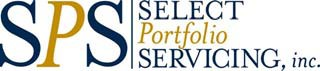 SPS
SELECT
Portfolio
SERVICING, inc.